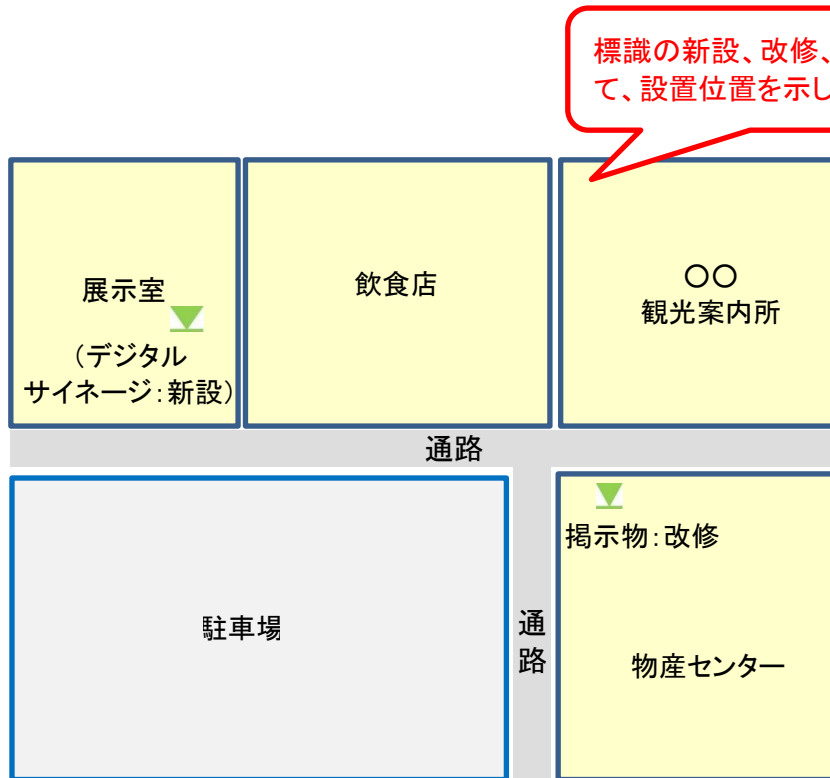 標識の新設、改修、
て、設置位置を示し
展示室
(デジタル
サイネージ:新設)
飲食店
〇〇
観光案内所
通路
掲示物:改修
駐車場
通
路
物産センター